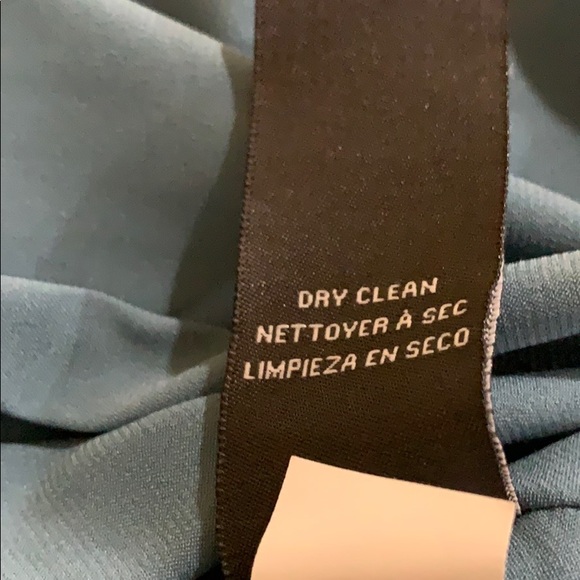 DRY CLEAN
NETTOYER À SEC
LIMPIEZA EN SECO